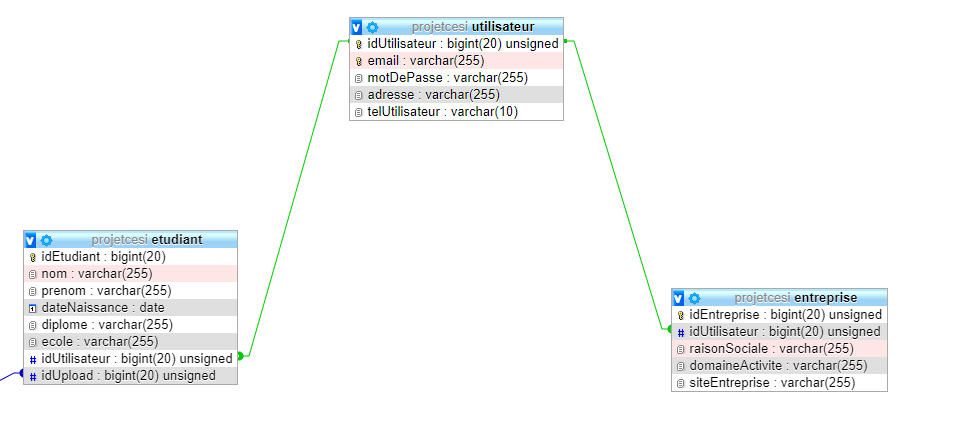 projetcesi utilisateur
idUtilisateur : bigint(20) unsigned
email : varchar(255)
motDePasse : varchar(255)
adresse : varchar(255)
telUtilisateur : varchar(10)
projetcesi etudiant
idEtudiant : bigint(20)
nom : varchar(255)
prenom : varchar(255)
dateNaissance : date
diplome : varchar(255)
ecole : varchar(255)
# idUtilisateur : bigint(20) unsigned
# idUpload : bigint(20) unsigned
projetcesi entreprise
idEntreprise : bigint(20) unsigned
# idUtilisateur : bigint(20) unsigned
raisonSociale : varchar(255)
domaineActivite : varchar(255)
siteEntreprise : varchar(255)